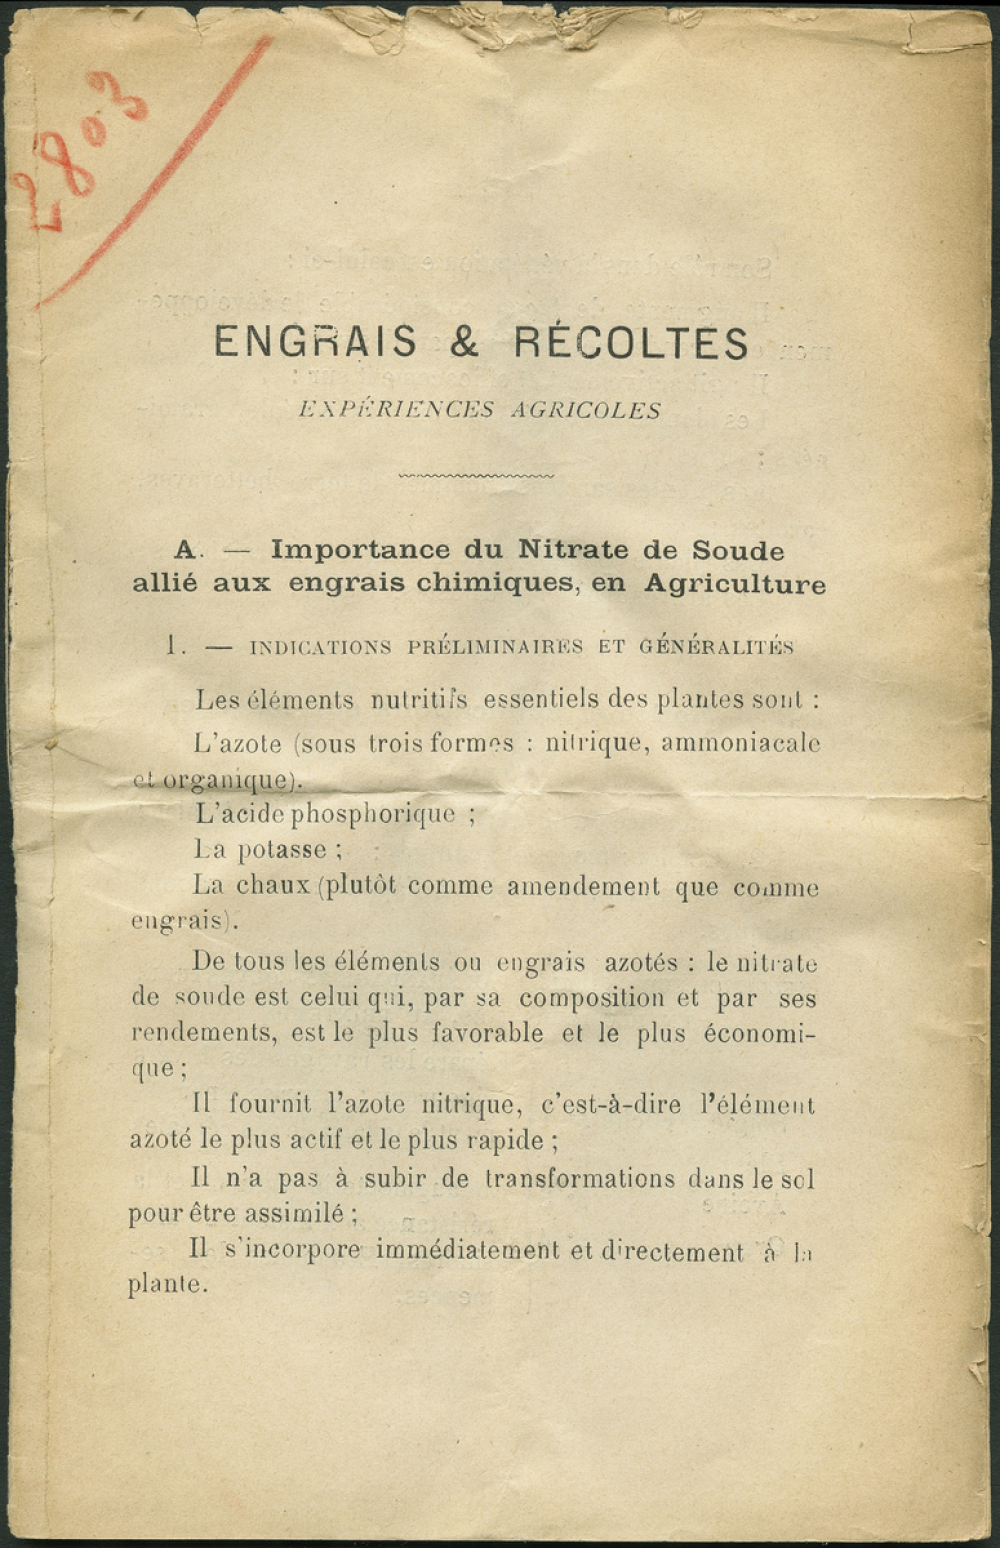 2803
ENGRAIS & RÉCOLTES
EXPÉRIENCES AGRICOLES
A. — Importance du Nitrate de Soude
allié aux engrais chimiques, en Agriculture
1. — INDICATIONS PRÉLIMINAIRES ET GÉNÉRALITÉS
Les éléments nutritifs essentiels des plantes sont :
L'azote (sous trois formes : nitrique, ammoniacale
et organique).
L'acide phosphorique ;
La potasse ;
La chaux (plutôt comme amendement que comme
engrais).
De tous les éléments ou engrais azotés : le nitrate
de soude est celui qui, par sa composition et par ses
rendements, est le plus favorable et le plus économi-
que ;
Il fournit l'azote nitrique, c'est-à-dire l'élément
azoté le plus actif et le plus rapide ;
Il n'a pas à subir de transformations dans le sol
pour être assimilé ;
Il s'incorpore immédiatement et directement à la
plante.